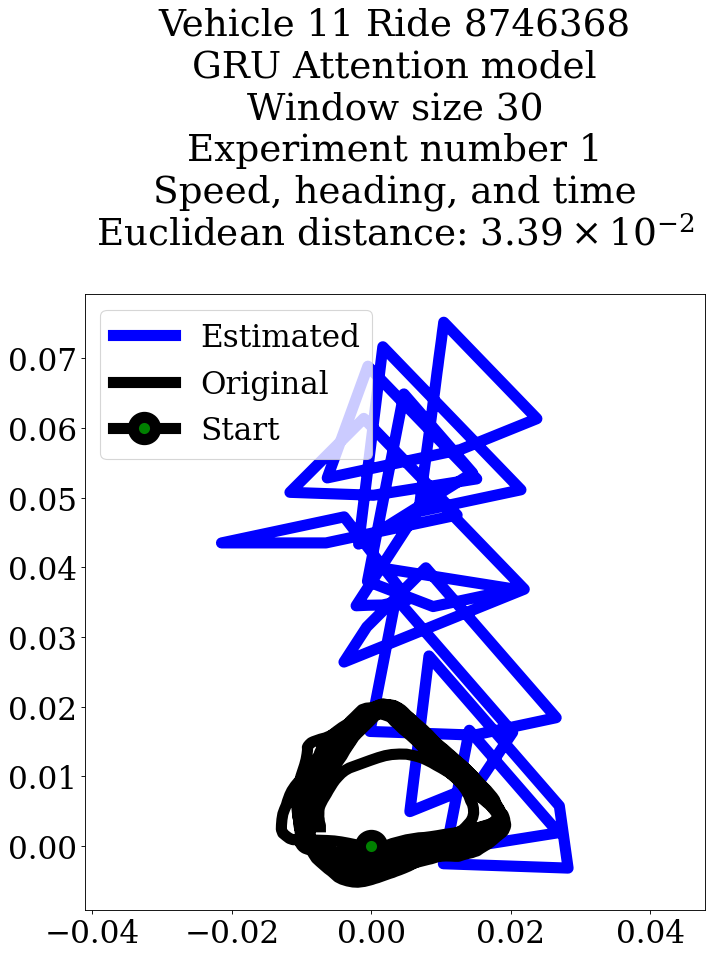 Vehicle 11 Ride 8746368
GRU Attention model
Window size 30
Experiment number 1
Speed, heading, and time
Euclidean distance: 3.39 × 10⁻²
Estimated
Original
Start
0.07
0.06
0.05
0.04
0.03
0.02
0.01
0.00
−0.04 −0.02 0.00 0.02 0.04